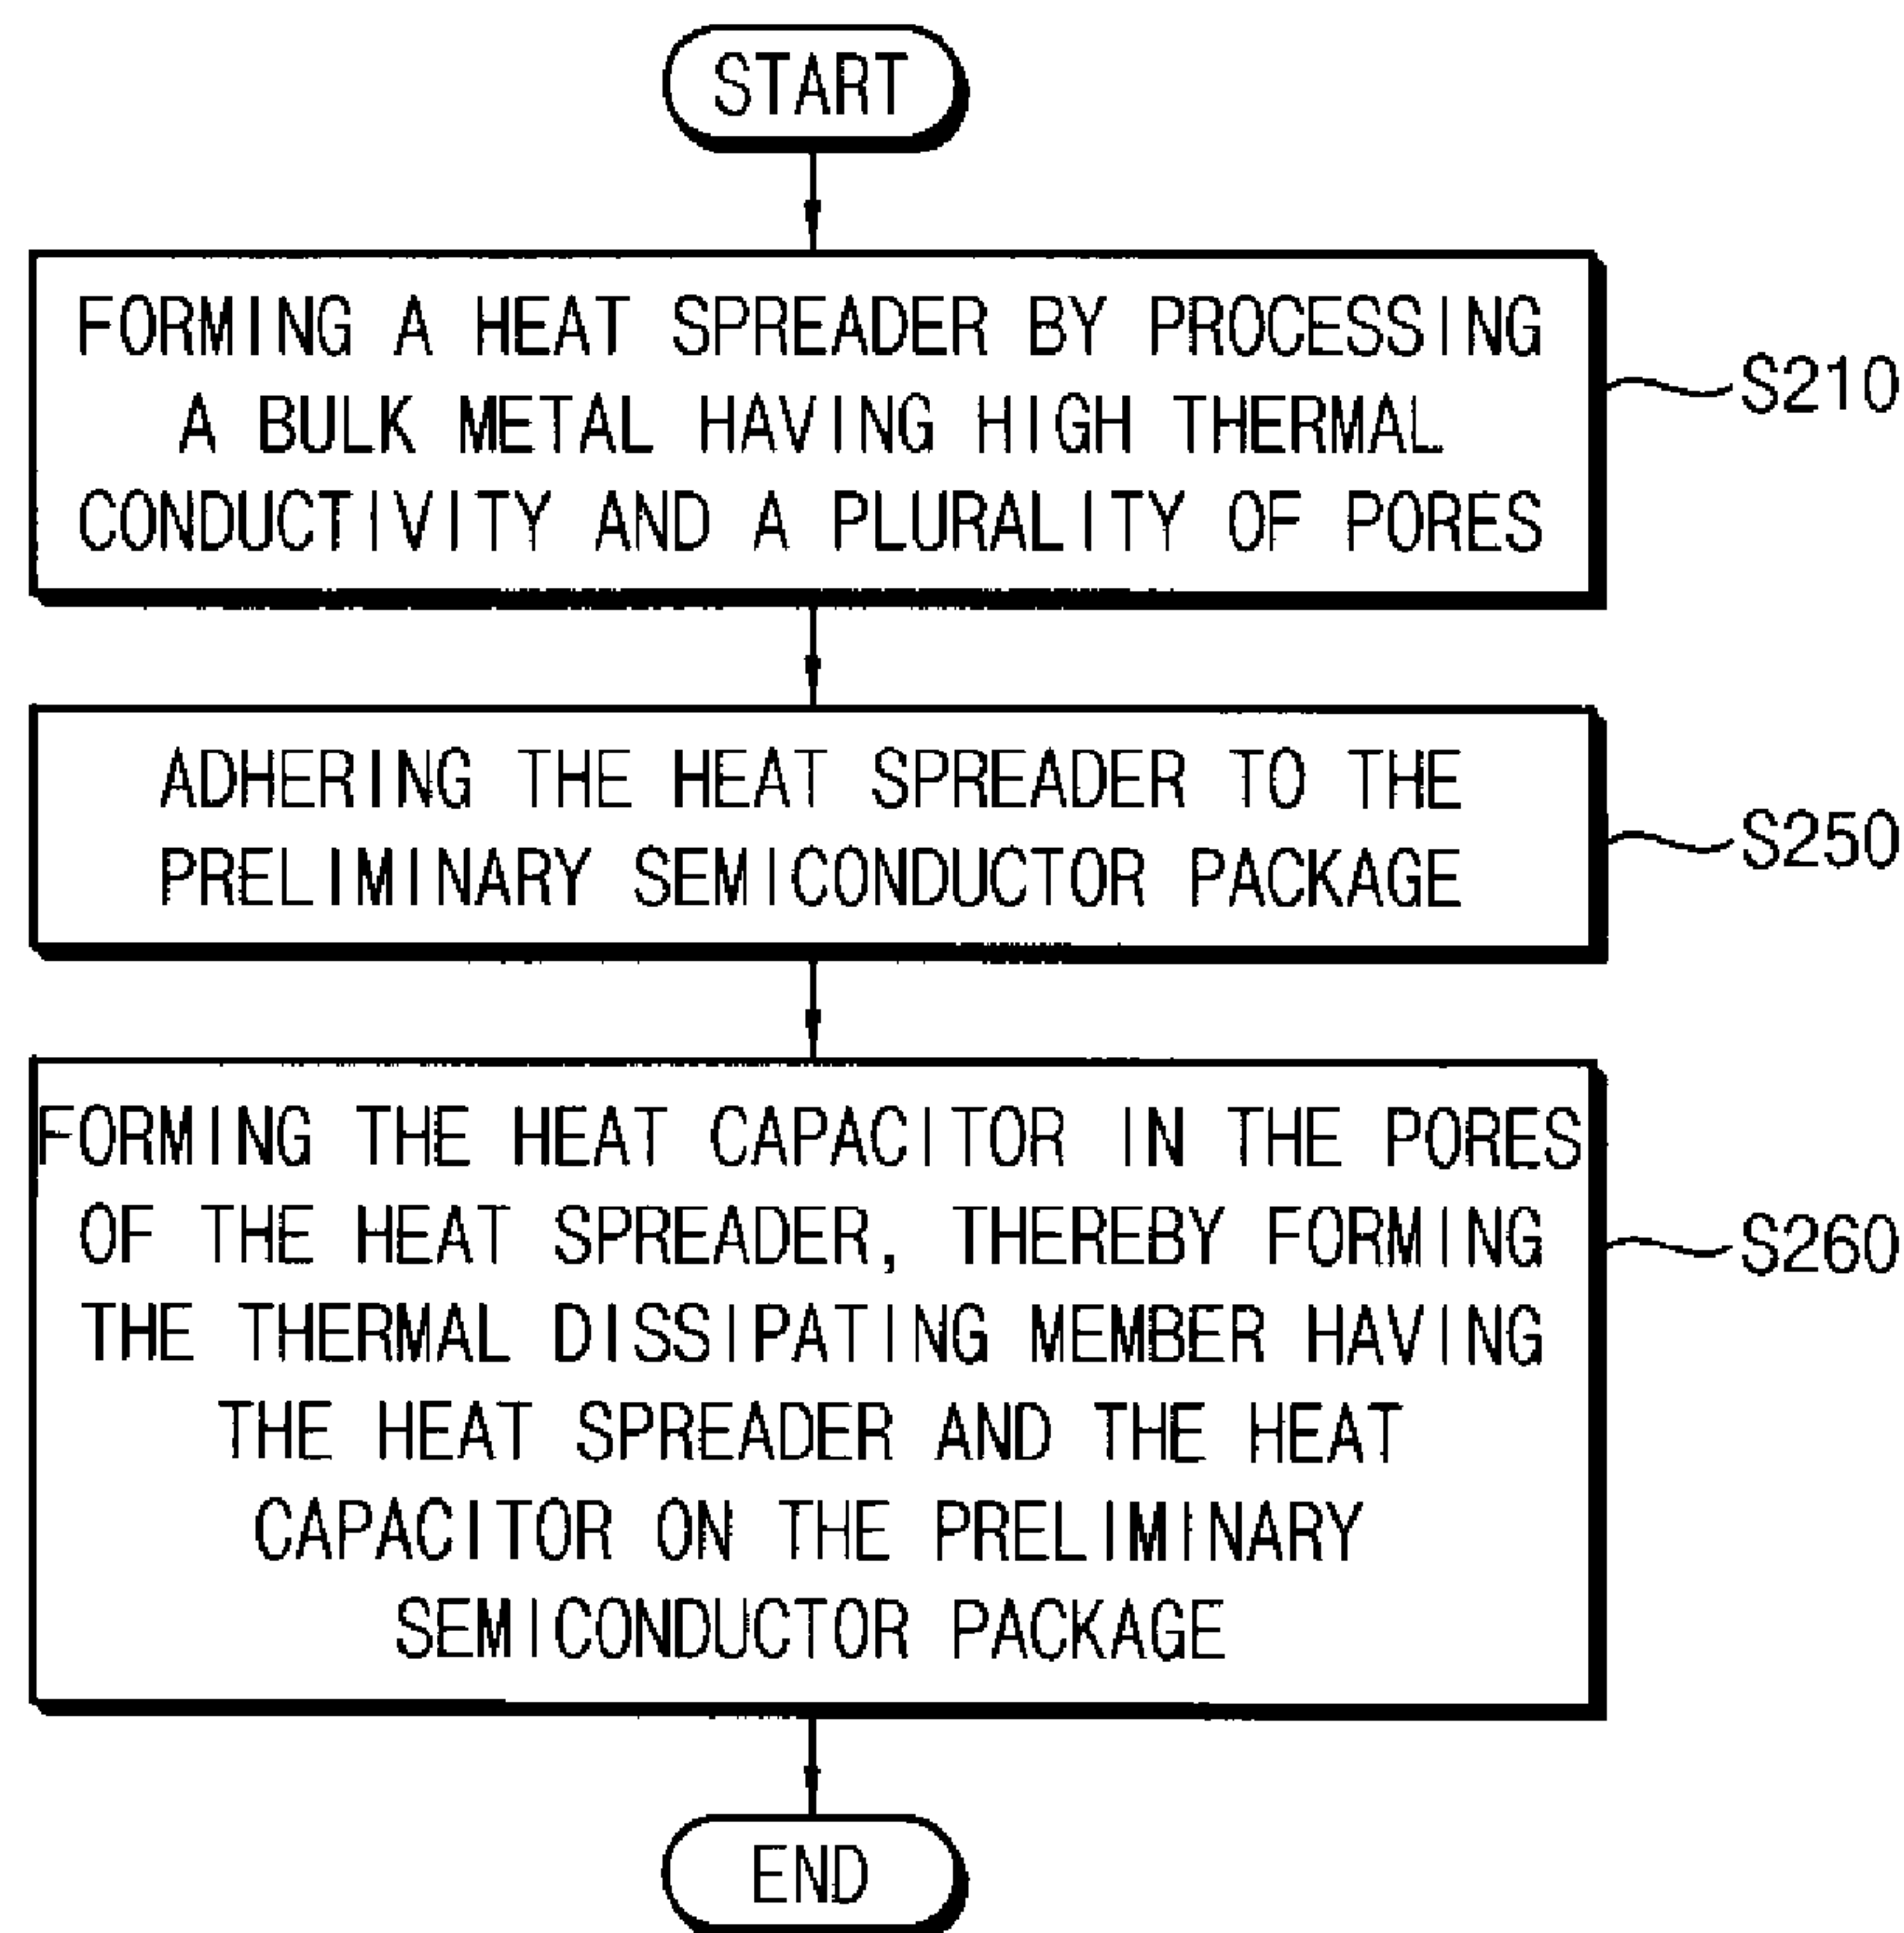 START
FORMING A HEAT SPREADER BY PROCESSING
A BULK METAL HAVING HIGH THERMAL
CONDUCTIVITY AND A PLURALITY OF PORES
S210
ADHERING THE HEAT SPREADER TO THE
PRELIMINARY SEMICONDUCTOR PACKAGE
S250
FORMING THE HEAT CAPACITOR IN THE PORES
OF THE HEAT SPREADER, THEREBY FORMING
THE THERMAL DISSIPATING MEMBER HAVING
THE HEAT SPREADER AND THE HEAT
CAPACITOR ON THE PRELIMINARY
SEMICONDUCTOR PACKAGE
S260
END